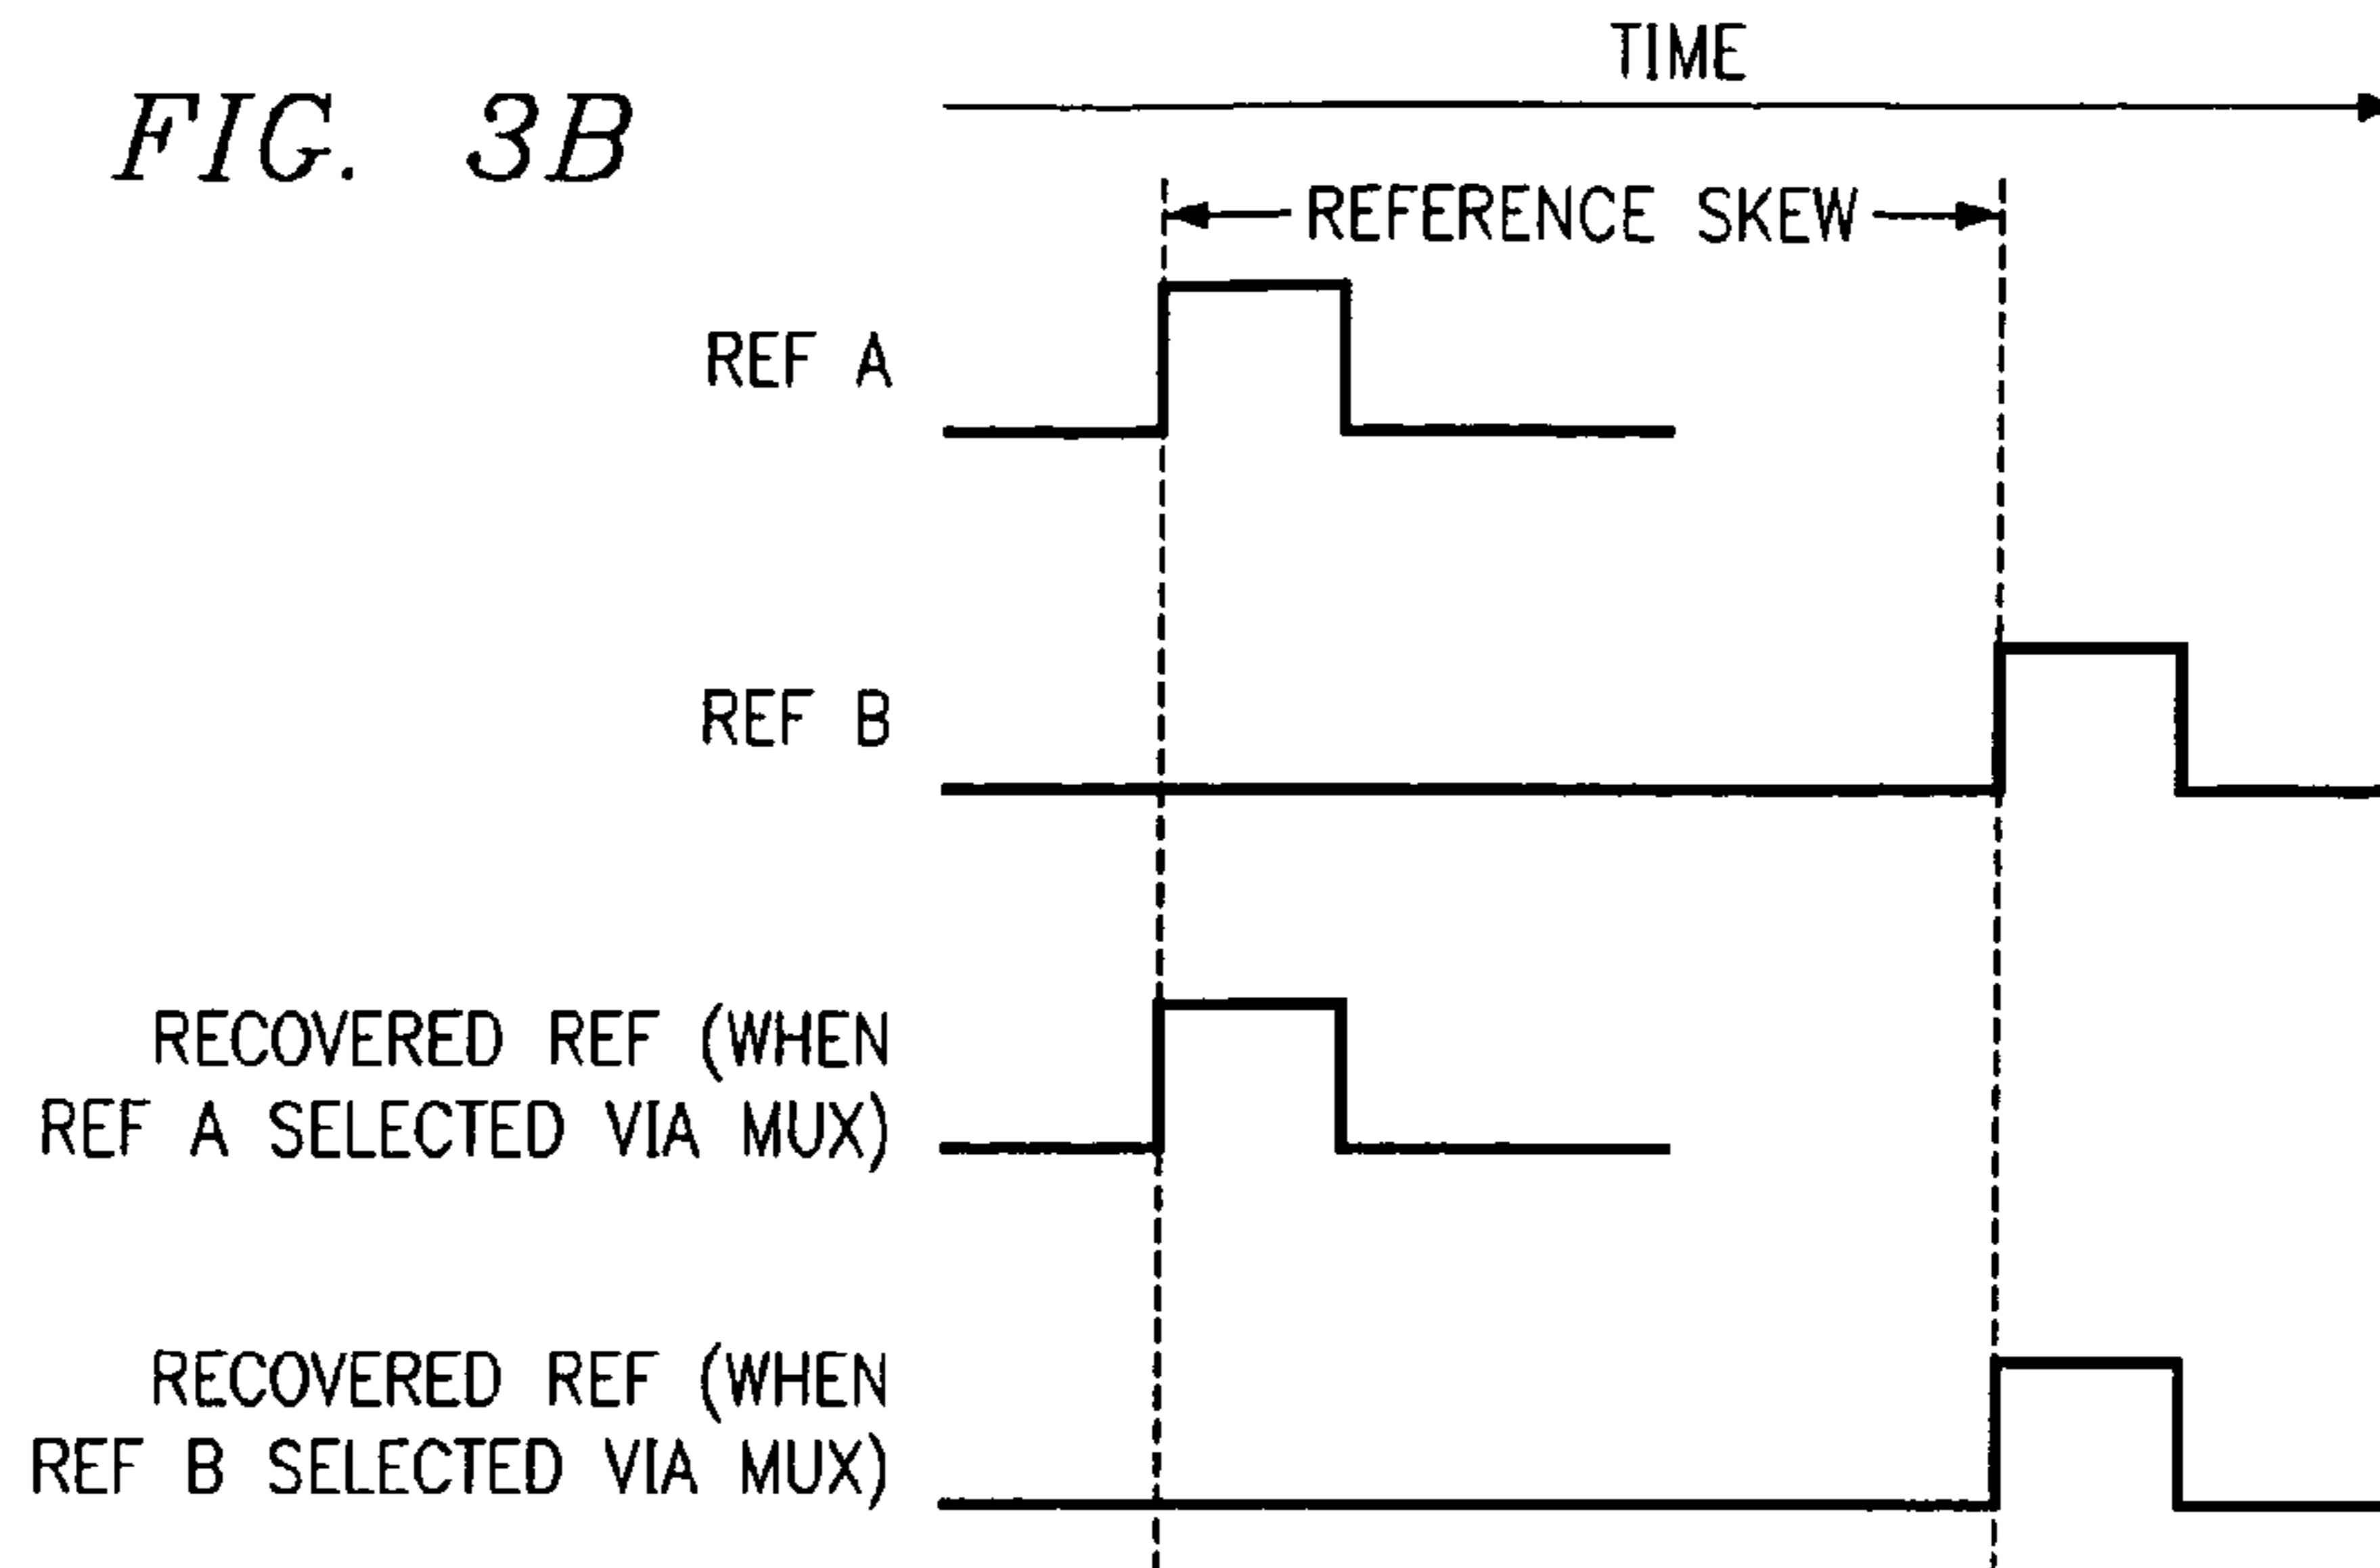 FIG. 3B
TIME
REFERENCE SKEW
REF A
REF B
RECOVERED REF (WHEN
REF A SELECTED VIA MUX)
RECOVERED REF (WHEN
REF B SELECTED VIA MUX)